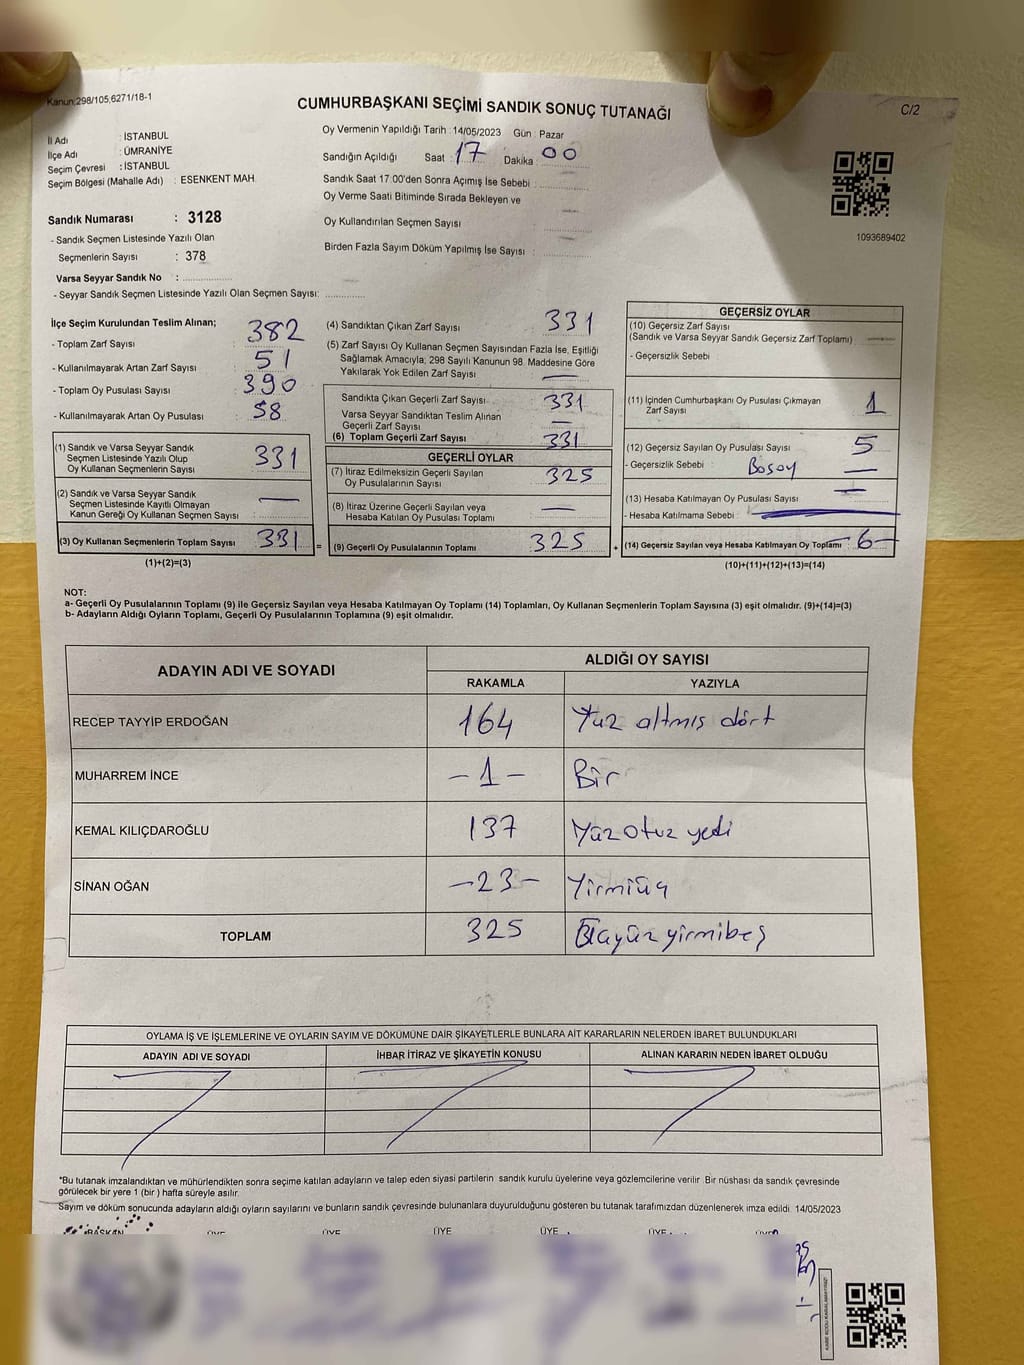 Kanun:298/105,6271/18-1
CUMHURBAŞKANI SEÇİMİ SANDIK SONUÇ TUTANAĞI
C/2
İl Adı : İSTANBUL
İlçe Adı : ÜMRANİYE
Seçim Çevresi : İSTANBUL
Seçim Bölgesi (Mahalle Adı) : ESENKENT MAH.
Sandık Numarası : 3128
- Sandık Seçmen Listesinde Yazılı Olan
Seçmenlerin Sayısı : 378
Varsa Seyyar Sandık No :
- Seyyar Sandık Seçmen Listesinde Yazılı Olan Seçmen Sayısı:
Oy Vermenin Yapıldığı Tarih : 14/05/2023 Gün : Pazar
Sandığın Açıldığı Saat : 17 Dakika : 00
Sandık Saat 17:00'den Sonra Açımış İse Sebebi :
Oy Verme Saati Bitiminde Sırada Bekleyen ve
Oy Kullandırılan Seçmen Sayısı
Birden Fazla Sayım Döküm Yapılmış İse Sayısı :
1093689402
İlçe Seçim Kurulundan Teslim Alınan;
- Toplam Zarf Sayısı : 382
- Kullanılmayarak Artan Zarf Sayısı : 51
- Toplam Oy Pusulası Sayısı : 390
- Kullanılmayarak Artan Oy Pusulası : 58
(1) Sandık ve Varsa Seyyar Sandık
Seçmen Listesinde Yazılı Olup
Oy Kullanan Seçmenlerin Sayısı : 331
(2) Sandık ve Varsa Seyyar Sandık
Seçmen Listesinde Kayıtlı Olmayan
Kanun Gereği Oy Kullanan Seçmen Sayısı : —
(3) Oy Kullanan Seçmenlerin Toplam Sayısı : 331 =
(1)+(2)=(3)
(4) Sandıktan Çıkan Zarf Sayısı : 331
(5) Zarf Sayısı Oy Kullanan Seçmen Sayısından Fazla İse, Eşitliği
Sağlamak Amacıyla; 298 Sayılı Kanunun 98. Maddesine Göre
Yakılarak Yok Edilen Zarf Sayısı : —
Sandıkta Çıkan Geçerli Zarf Sayısı : 331
Varsa Seyyar Sandıktan Teslim Alınan
Geçerli Zarf Sayısı : —
(6) Toplam Geçerli Zarf Sayısı : 331
GEÇERLİ OYLAR
(7) İtiraz Edilmeksizin Geçerli Sayılan
Oy Pusulalarının Sayısı : 325
(8) İtiraz Üzerine Geçerli Sayılan veya
Hesaba Katılan Oy Pusulası Toplamı : —
(9) Geçerli Oy Pusulalarının Toplamı : 325 +
GEÇERSİZ OYLAR
(10) Geçersiz Zarf Sayısı
(Sandık ve Varsa Seyyar Sandık Geçersiz Zarf Toplamı) : —
- Geçersizlik Sebebi :
(11) İçinden Cumhurbaşkanı Oy Pusulası Çıkmayan
Zarf Sayısı : 1
(12) Geçersiz Sayılan Oy Pusulası Sayısı : 5
- Geçersizlik Sebebi :
(13) Hesaba Katılmayan Oy Pusulası Sayısı : —
- Hesaba Katılmama Sebebi :
(14) Geçersiz Sayılan veya Hesaba Katılmayan Oy Toplamı : -6-
(10)+(11)+(12)+(13)=(14)
NOT:
a- Geçerli Oy Pusulalarının Toplamı (9) ile Geçersiz Sayılan veya Hesaba Katılmayan Oy Toplamı (14) Toplamları, Oy Kullanan Seçmenlerin Toplam Sayısına (3) eşit olmalıdır. (9)+(14)=(3)
b- Adayların Aldığı Oyların Toplamı, Geçerli Oy Pusulalarının Toplamına (9) eşit olmalıdır.
ADAYIN ADI VE SOYADI ALDIĞI OY SAYISI
RAKAMLA YAZIYLA
RECEP TAYYİP ERDOĞAN 164 Yüz altmış dört
MUHARREM İNCE -1- Bir
KEMAL KILIÇDAROĞLU 137 Yüz otuz yedi
SİNAN OĞAN -23- Yirmiüç
TOPLAM 325 Üçyüzyirmibeş
OYLAMA İŞ VE İŞLEMLERİNE VE OYLARIN SAYIM VE DÖKÜMÜNE DAİR ŞİKAYETLERLE BUNLARA AİT KARARLARIN NELERDEN İBARET BULUNDUKLARI
ADAYIN ADI VE SOYADI İHBAR İTİRAZ VE ŞİKAYETİN KONUSU ALINAN KARARIN NEDEN İBARET OLDUĞU
*Bu tutanak imzalandıktan ve mühürlendikten sonra seçime katılan adayların ve talep eden siyasi partilerin sandık kurulu üyelerine veya gözlemcilerine verilir. Bir nüshası da sandık çevresinde
görülecek bir yere 1 (bir ) hafta süreyle asılır.
Sayım ve döküm sonucunda adayların aldığı oyların sayılarını ve bunların sandık çevresinde bulunanlara duyurulduğunu gösteren bu tutanak tarafımızdan düzenlenerek imza edildi. 14/05/2023
BAŞKAN ÜYE ÜYE ÜYE ÜYE ÜYE ÜYE